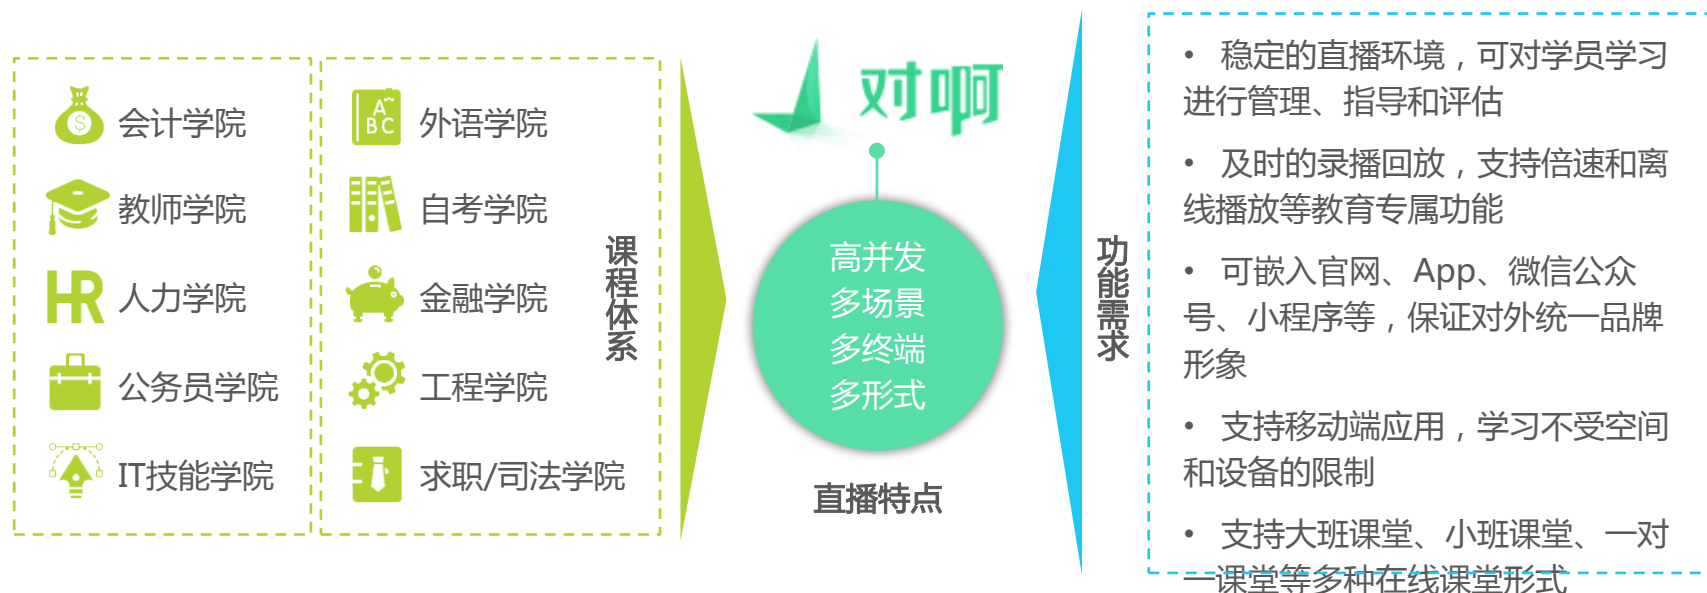 会计学院
教师学院
HR 人力学院
公务员学院
IT技能学院
A
BC 外语学院
自考学院
金融学院
工程学院
求职/司法学院
课程体系
对啊
高并发
多场景
多终端
多形式
直播特点
功能需求
• 稳定的直播环境，可对学员学习
进行管理、指导和评估
• 及时的录播回放，支持倍速和离
线播放等教育专属功能
• 可嵌入官网、App、微信公众
号、小程序等，保证对外统一品牌
形象
• 支持移动端应用，学习不受空间
和设备的限制
• 支持大班课堂、小班课堂、一对
一课堂等多种在线课堂形式